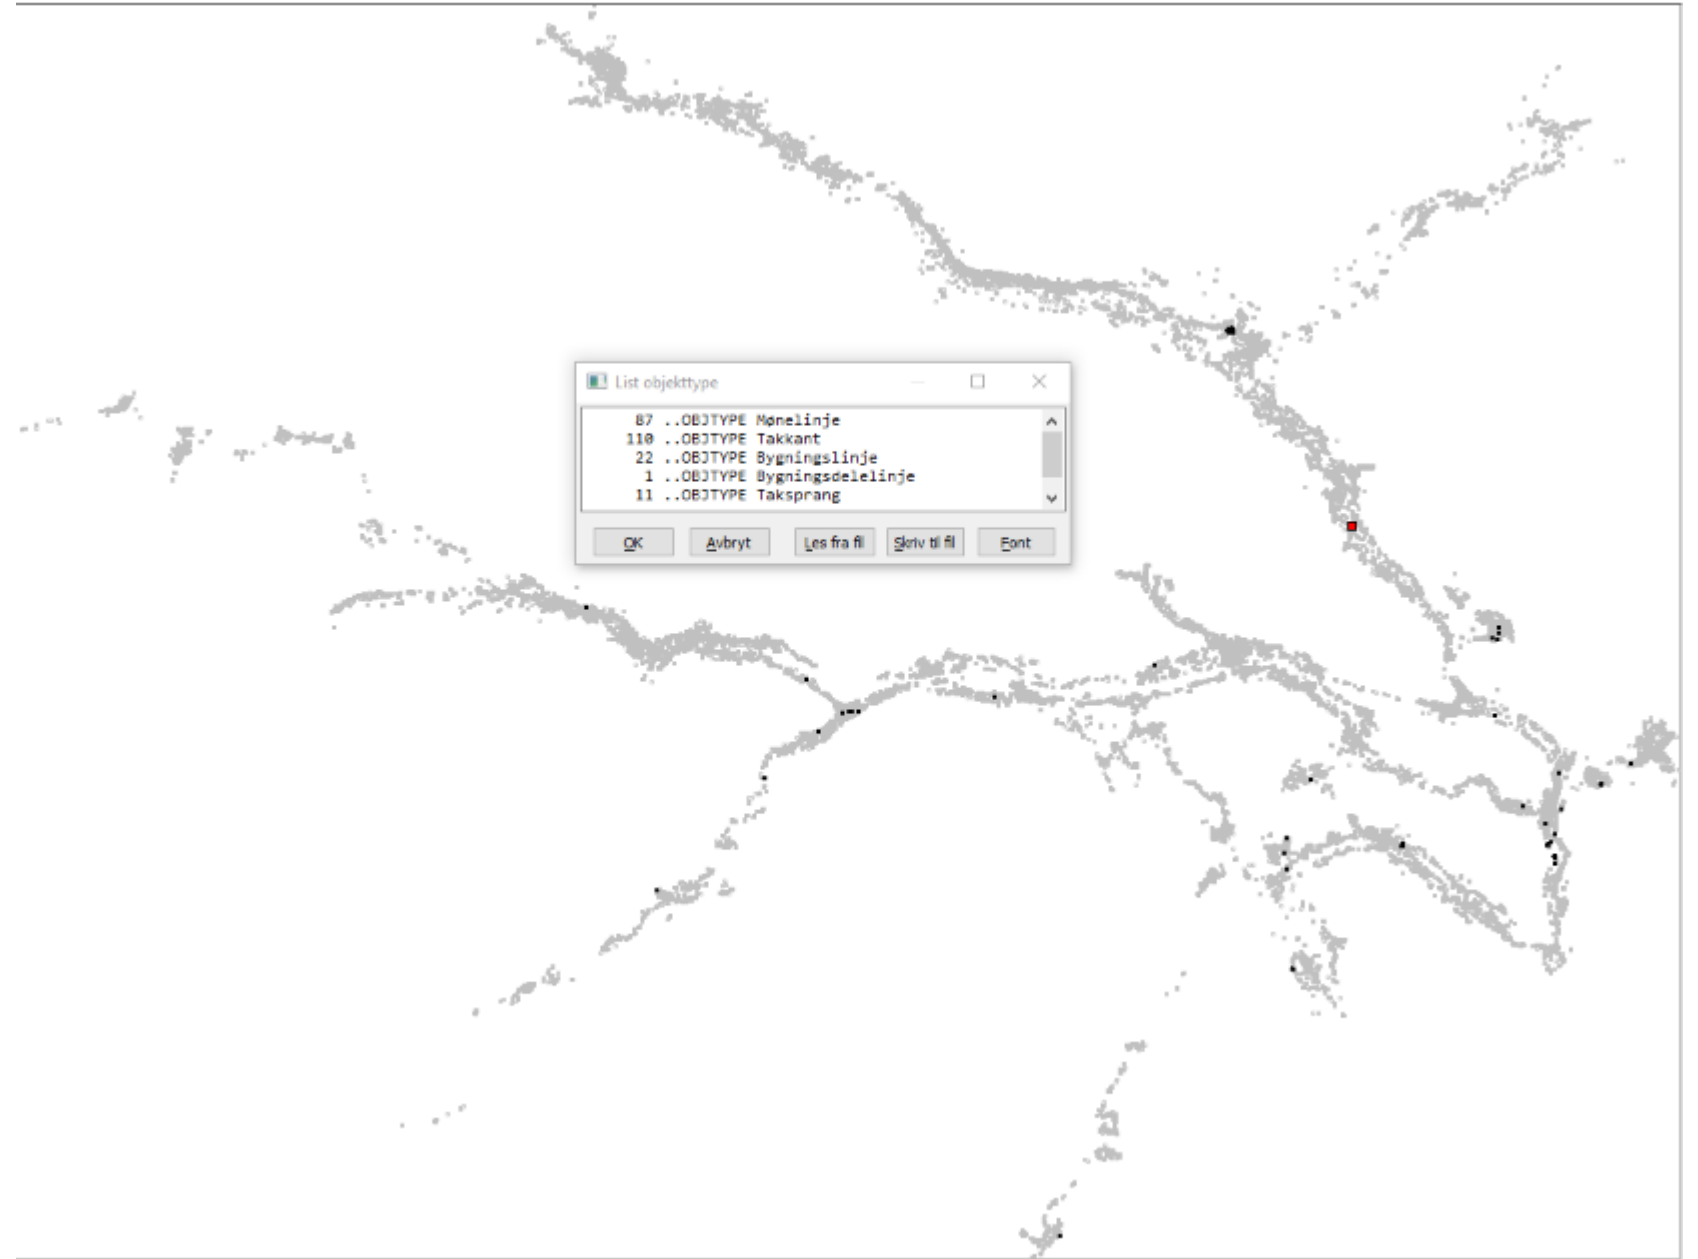 List objekttype
87 ..OBJTYPE Mønelinje
110 ..OBJTYPE Takkant
22 ..OBJTYPE Bygningslinje
1 ..OBJTYPE Bygningsdelelinje
11 ..OBJTYPE Taksprang
OK Avbryt Les fra fil Skriv til fil Font